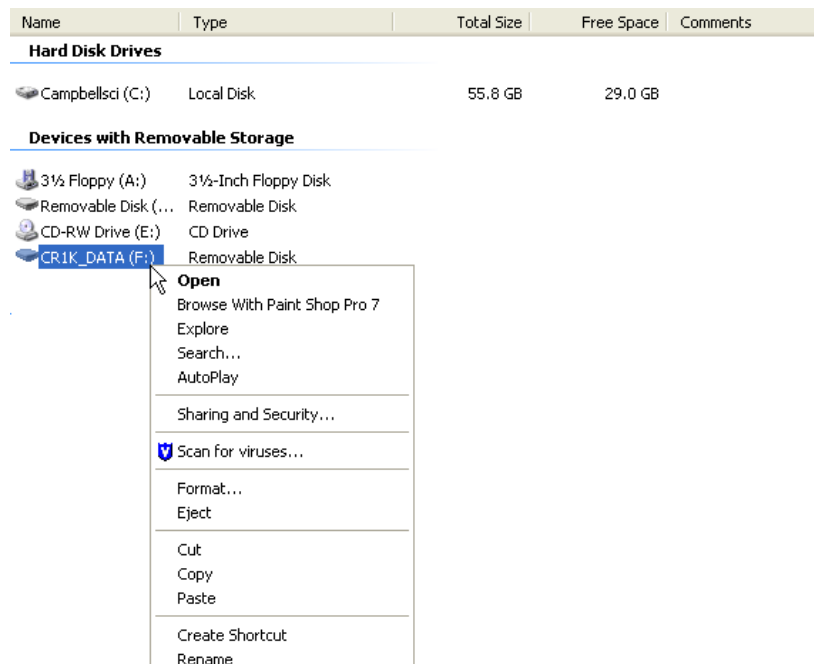 Name Type Total Size Free Space Comments
Hard Disk Drives
Campbellsci (C:) Local Disk 55.8 GB 29.0 GB
Devices with Removable Storage
3½ Floppy (A:) 3½-Inch Floppy Disk
Removable Disk (... Removable Disk
CD-RW Drive (E:) CD Drive
CR1K_DATA (F:) Removable Disk
Open
Browse With Paint Shop Pro 7
Explore
Search...
AutoPlay
Sharing and Security...
Scan for viruses...
Format...
Eject
Cut
Copy
Paste
Create Shortcut
Rename